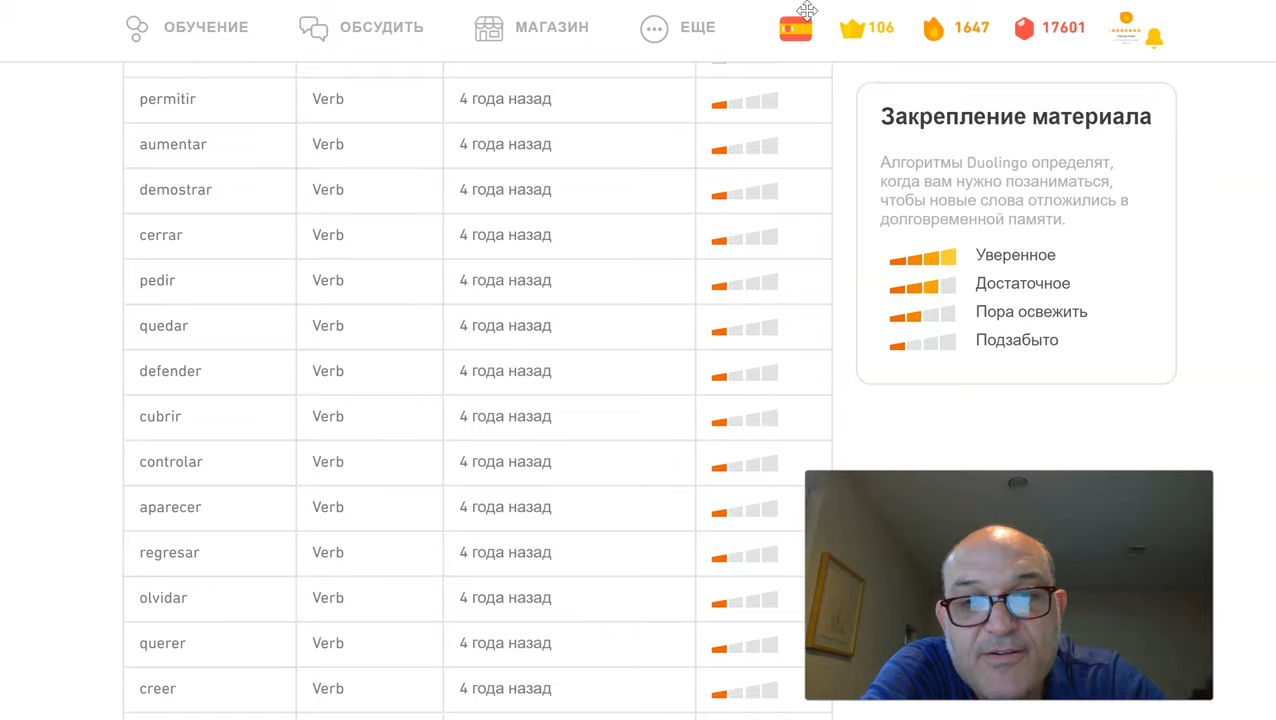 ОБУЧЕНИЕ ОБСУДИТЬ МАГАЗИН ЕЩЕ 106 1647 17601
permitir Verb 4 года назад
aumentar Verb 4 года назад
demostrar Verb 4 года назад
cerrar Verb 4 года назад
pedir Verb 4 года назад
quedar Verb 4 года назад
defender Verb 4 года назад
cubrir Verb 4 года назад
controlar Verb 4 года назад
aparecer Verb 4 года назад
regresar Verb 4 года назад
olvidar Verb 4 года назад
querer Verb 4 года назад
creer Verb 4 года назад
Закрепление материала
Алгоритмы Duolingo определят,
когда вам нужно позаниматься,
чтобы новые слова отложились в
долговременной памяти.
Уверенное
Достаточное
Пора освежить
Подзабыто